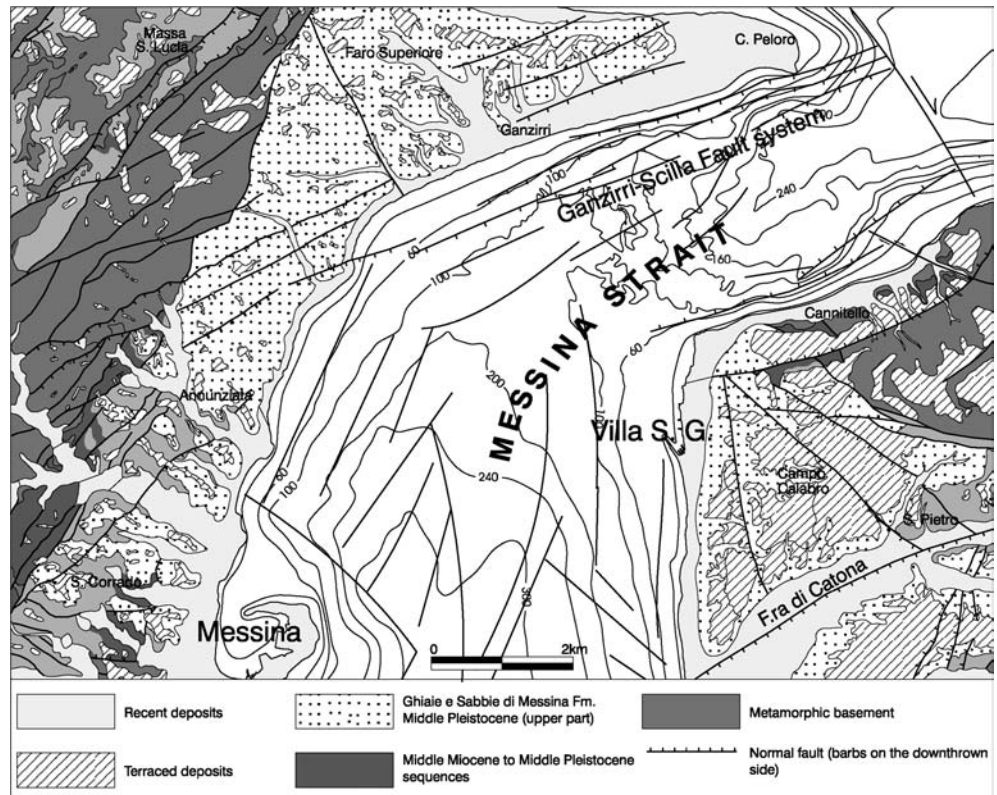 Massa
S. Lucia
Faro Superiore
C. Peloro
Ganzirri
Ganzirri-Scilla Fault system
100
240
60
100
160
MESSINA STRAIT
Cannitello
60
200
Annunziata
Villa S. G.
60
100
240
Campo
Calabro
S. Pietro
S. Corrado
F.ra di Catona
Messina
0 2km
Recent deposits
Ghiaie e Sabbie di Messina Fm.
Middle Pleistocene (upper part)
Metamorphic basement
Terraced deposits
Middle Miocene to Middle Pleistocene
sequences
Normal fault (barbs on the downthrown
side)